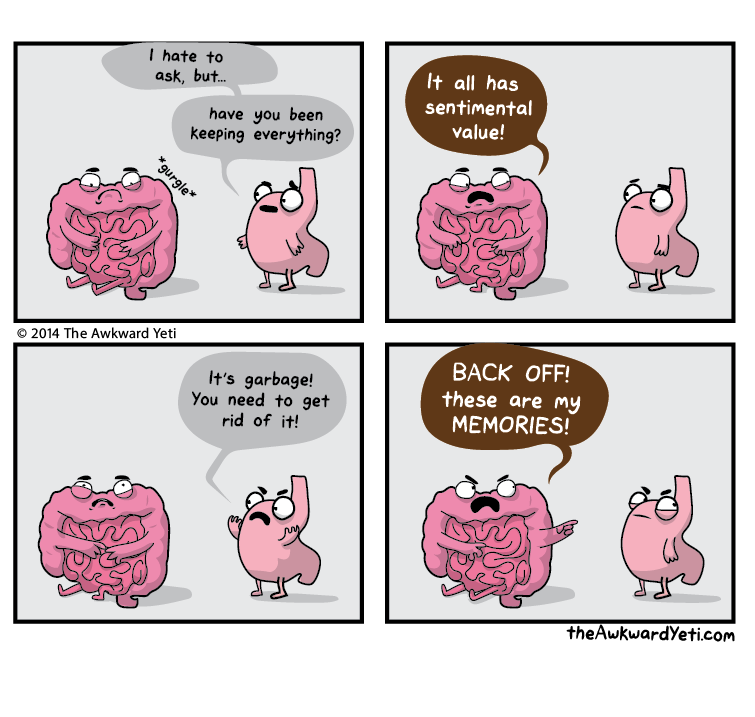 I hate to
ask, but...
have you been
keeping everything?
*gurgle*
It all has
sentimental
value!
© 2014 The Awkward Yeti
It's garbage!
You need to get
rid of it!
BACK OFF!
these are my
MEMORIES!
theAwkwardYeti.com